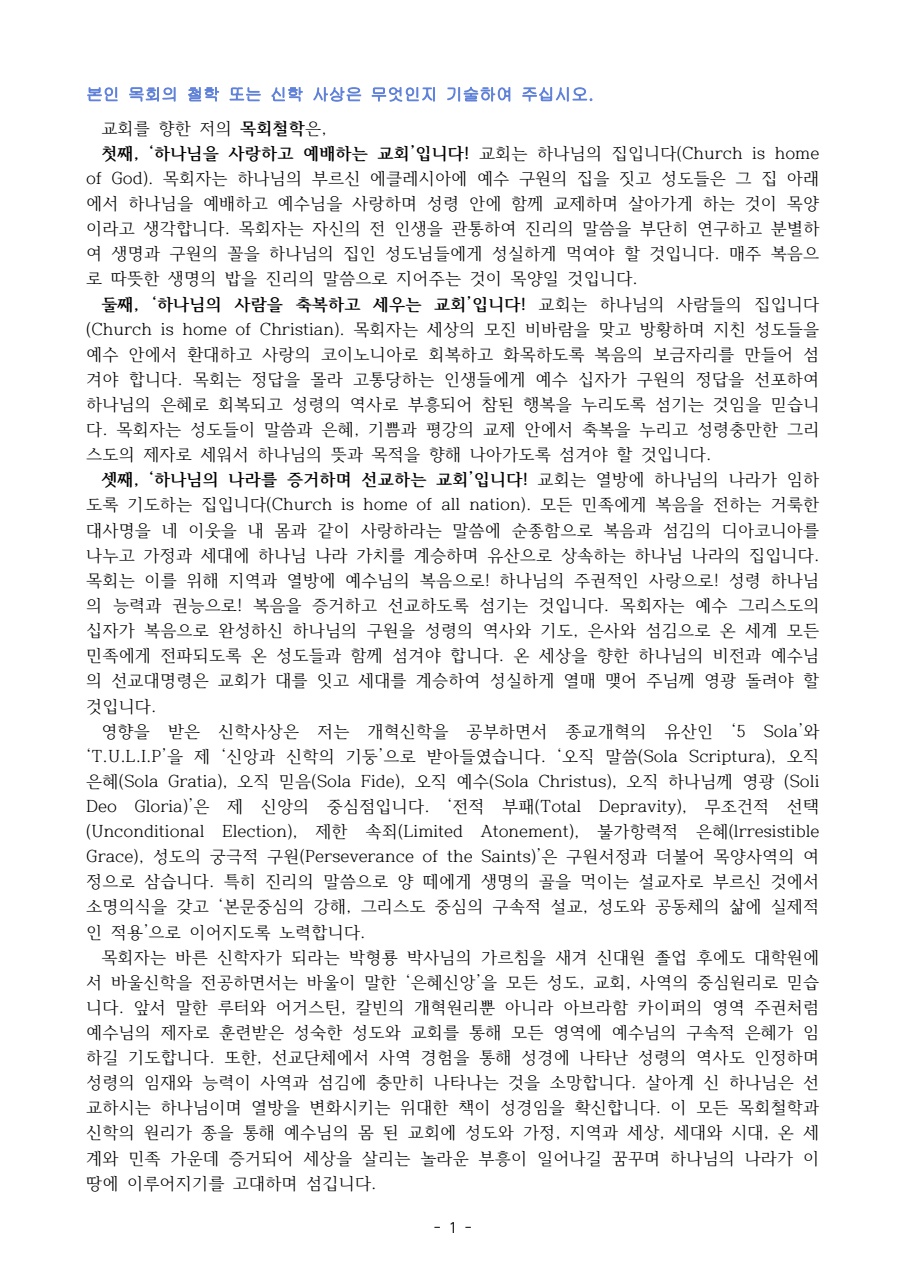 본인 목회의 철학 또는 신학 사상은 무엇인지 기술하여 주십시오.
교회를 향한 저의 목회철학은,
첫째, ‘하나님을 사랑하고 예배하는 교회’입니다! 교회는 하나님의 집입니다(Church is home
of God). 목회자는 하나님의 부르신 에클레시아에 예수 구원의 집을 짓고 성도들은 그 집 아래
에서 하나님을 예배하고 예수님을 사랑하며 성령 안에 함께 교제하며 살아가게 하는 것이 목양
이라고 생각합니다. 목회자는 자신의 전 인생을 관통하여 진리의 말씀을 부단히 연구하고 분별하
여 생명과 구원의 꼴을 하나님의 집인 성도님들에게 성실하게 먹여야 할 것입니다. 매주 복음으
로 따뜻한 생명의 밥을 진리의 말씀으로 지어주는 것이 목양일 것입니다.
둘째, ‘하나님의 사람을 축복하고 세우는 교회’입니다! 교회는 하나님의 사람들의 집입니다
(Church is home of Christian). 목회자는 세상의 모진 비바람을 맞고 방황하며 지친 성도들을
예수 안에서 환대하고 사랑의 코이노니아로 회복하고 화목하도록 복음의 보금자리를 만들어 섬
겨야 합니다. 목회는 정답을 몰라 고통당하는 인생들에게 예수 십자가 구원의 정답을 선포하여
하나님의 은혜로 회복되고 성령의 역사로 부흥되어 참된 행복을 누리도록 섬기는 것임을 믿습니
다. 목회자는 성도들이 말씀과 은혜, 기쁨과 평강의 교제 안에서 축복을 누리고 성령충만한 그리
스도의 제자로 세워서 하나님의 뜻과 목적을 향해 나아가도록 섬겨야 할 것입니다.
셋째, ‘하나님의 나라를 증거하며 선교하는 교회’입니다! 교회는 열방에 하나님의 나라가 임하
도록 기도하는 집입니다(Church is home of all nation). 모든 민족에게 복음을 전하는 거룩한
대사명을 네 이웃을 내 몸과 같이 사랑하라는 말씀에 순종함으로 복음과 섬김의 디아코니아를
나누고 가정과 세대에 하나님 나라 가치를 계승하며 유산으로 상속하는 하나님 나라의 집입니다.
목회는 이를 위해 지역과 열방에 예수님의 복음으로! 하나님의 주권적인 사랑으로! 성령 하나님
의 능력과 권능으로! 복음을 증거하고 선교하도록 섬기는 것입니다. 목회자는 예수 그리스도의
십자가 복음으로 완성하신 하나님의 구원을 성령의 역사와 기도, 은사와 섬김으로 온 세계 모든
민족에게 전파되도록 온 성도들과 함께 섬겨야 합니다. 온 세상을 향한 하나님의 비전과 예수님
의 선교대명령은 교회가 대를 잇고 세대를 계승하여 성실하게 열매 맺어 주님께 영광 돌려야 할
것입니다.
영향을 받은 신학사상은 저는 개혁신학을 공부하면서 종교개혁의 유산인 ‘5 Sola’와
‘T.U.L.I.P’을 제 ‘신앙과 신학의 기둥’으로 받아들였습니다. ‘오직 말씀(Sola Scriptura), 오직
은혜(Sola Gratia), 오직 믿음(Sola Fide), 오직 예수(Sola Christus), 오직 하나님께 영광 (Soli
Deo Gloria)’은 제 신앙의 중심점입니다. ‘전적 부패(Total Depravity), 무조건적 선택
(Unconditional Election), 제한 속죄(Limited Atonement), 불가항력적 은혜(Irresistible
Grace), 성도의 궁극적 구원(Perseverance of the Saints)’은 구원서정과 더불어 목양사역의 여
정으로 삼습니다. 특히 진리의 말씀으로 양 떼에게 생명의 골을 먹이는 설교자로 부르신 것에서
소명의식을 갖고 ‘본문중심의 강해, 그리스도 중심의 구속적 설교, 성도와 공동체의 삶에 실제적
인 적용’으로 이어지도록 노력합니다.
목회자는 바른 신학자가 되라는 박형룡 박사님의 가르침을 새겨 신대원 졸업 후에도 대학원에
서 바울신학을 전공하면서는 바울이 말한 ‘은혜신앙’을 모든 성도, 교회, 사역의 중심원리로 믿습
니다. 앞서 말한 루터와 어거스틴, 칼빈의 개혁원리뿐 아니라 아브라함 카이퍼의 영역 주권처럼
예수님의 제자로 훈련받은 성숙한 성도와 교회를 통해 모든 영역에 예수님의 구속적 은혜가 임
하길 기도합니다. 또한, 선교단체에서 사역 경험을 통해 성경에 나타난 성령의 역사도 인정하며
성령의 임재와 능력이 사역과 섬김에 충만히 나타나는 것을 소망합니다. 살아계 신 하나님은 선
교하시는 하나님이며 열방을 변화시키는 위대한 책이 성경임을 확신합니다. 이 모든 목회철학과
신학의 원리가 종을 통해 예수님의 몸 된 교회에 성도와 가정, 지역과 세상, 세대와 시대, 온 세
계와 민족 가운데 증거되어 세상을 살리는 놀라운 부흥이 일어나길 꿈꾸며 하나님의 나라가 이
땅에 이루어지기를 고대하며 섬깁니다.
- 1 -